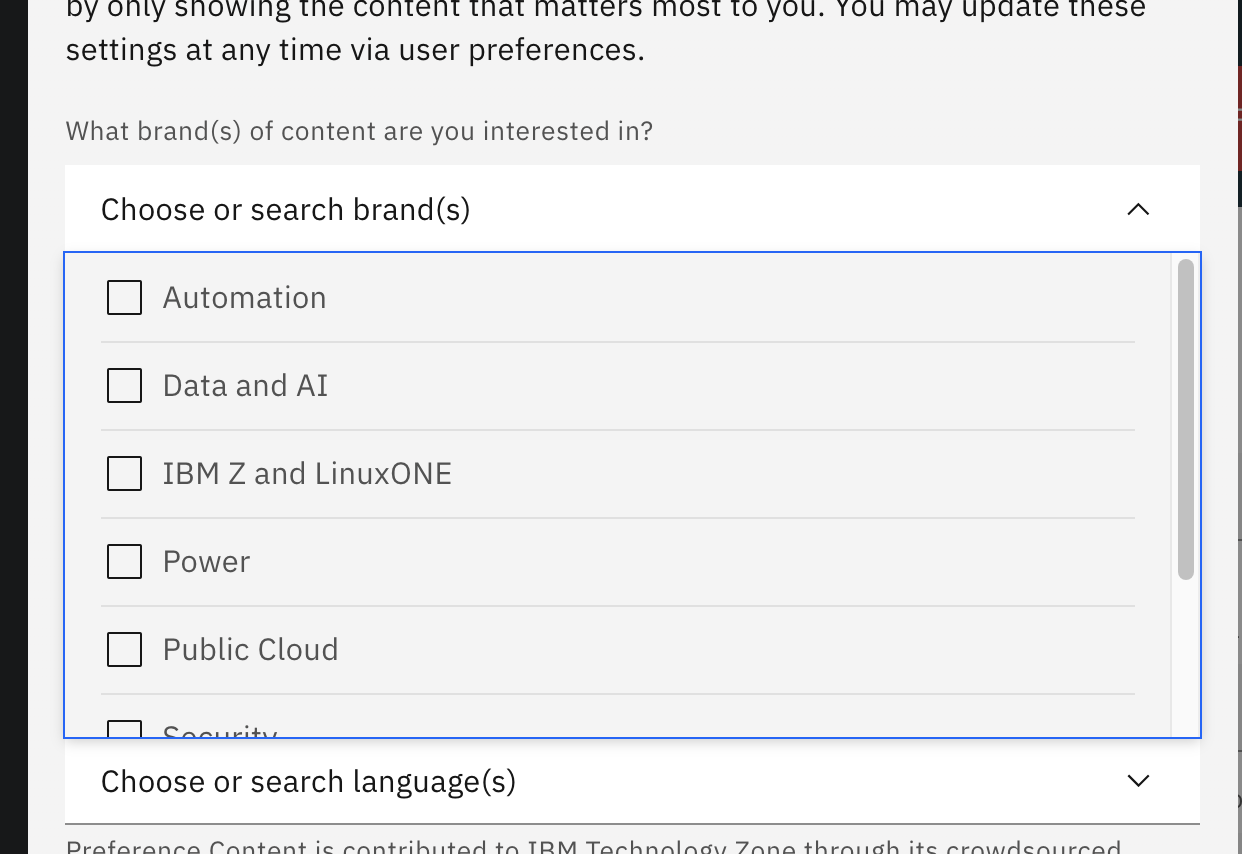 by only showing the content that matters most to you. You may update these
settings at any time via user preferences.
What brand(s) of content are you interested in?
Choose or search brand(s)
Automation
Data and AI
IBM Z and LinuxONE
Power
Public Cloud
Security
Choose or search language(s)
Preference Content is contributed to IBM Technology Zone through its crowdsourced